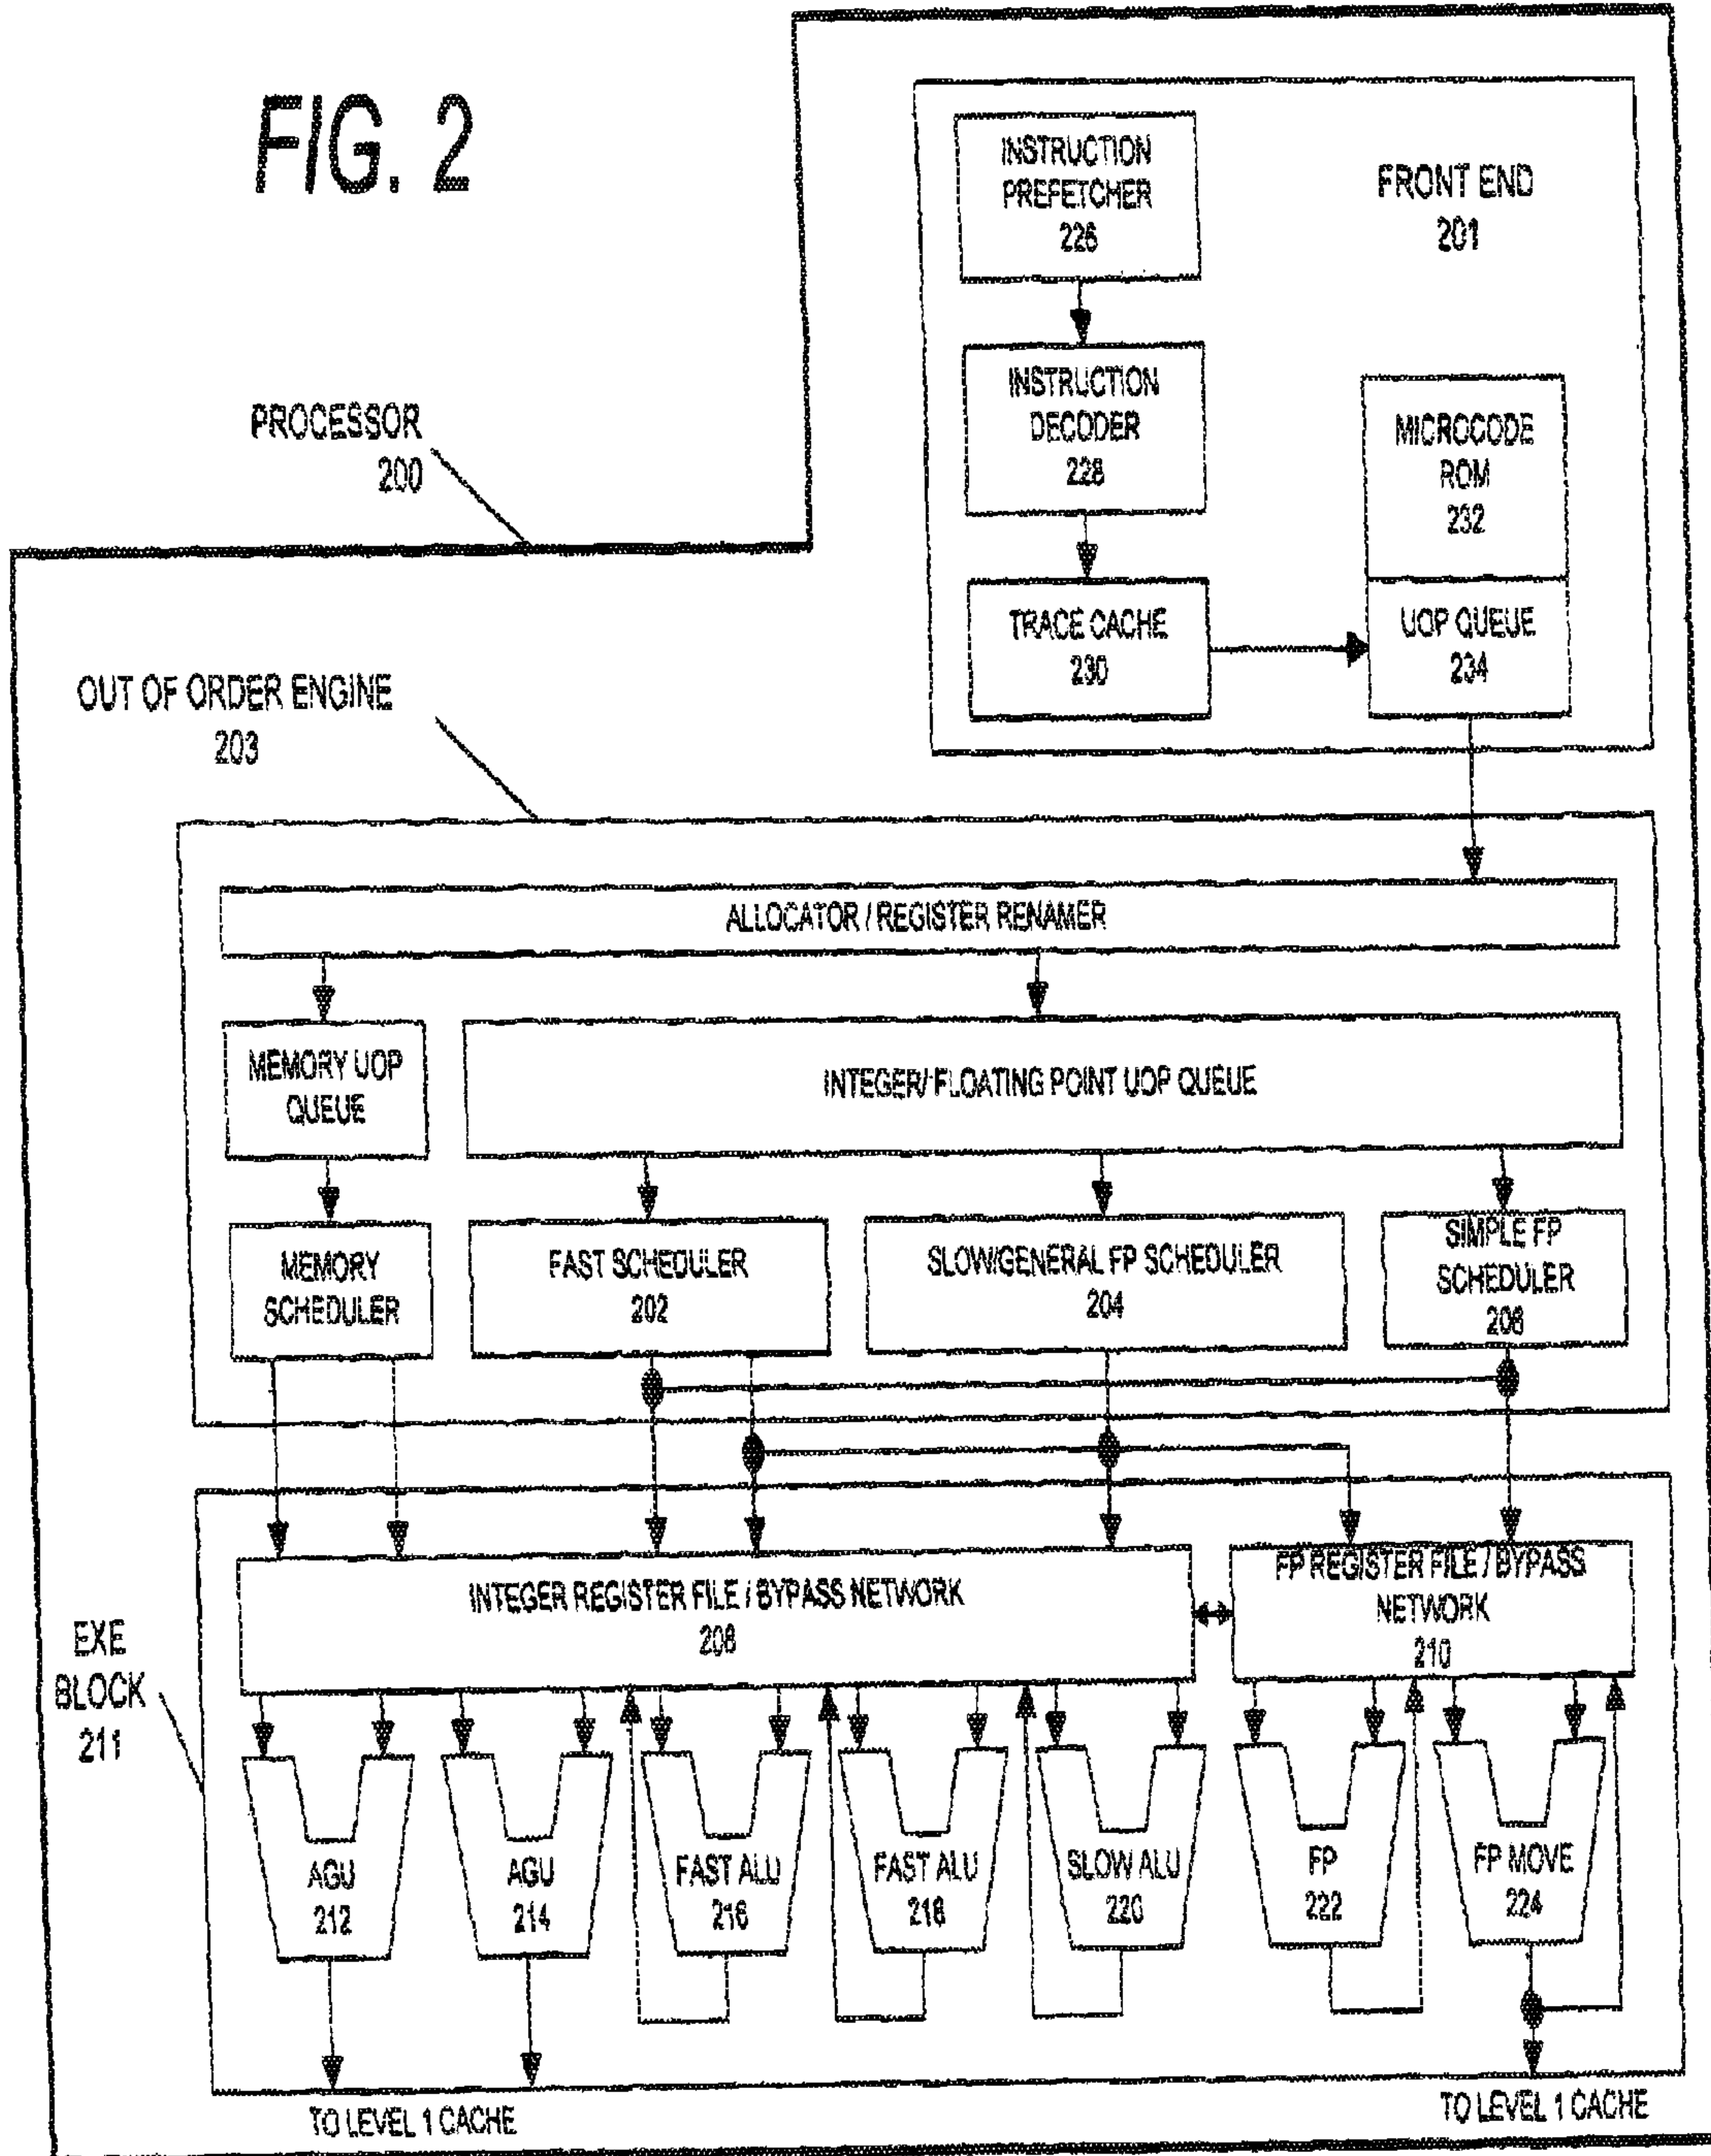 FIG. 2
INSTRUCTION
PREFETCHER
226
FRONT END
201
INSTRUCTION
DECODER
228
MICROCODE
ROM
232
PROCESSOR
200
TRACE CACHE
230
UOP QUEUE
234
OUT OF ORDER ENGINE
203
ALLOCATOR / REGISTER RENAMER
MEMORY UOP
QUEUE
INTEGER/ FLOATING POINT UOP QUEUE
MEMORY
SCHEDULER
FAST SCHEDULER
202
SLOW/GENERAL FP SCHEDULER
204
SIMPLE FP
SCHEDULER
206
INTEGER REGISTER FILE / BYPASS NETWORK
208
FP REGISTER FILE / BYPASS
NETWORK
210
EXE
BLOCK
211
AGU
212
AGU
214
FAST ALU
216
FAST ALU
218
SLOW ALU
220
FP
222
FP MOVE
224
TO LEVEL 1 CACHE
TO LEVEL 1 CACHE